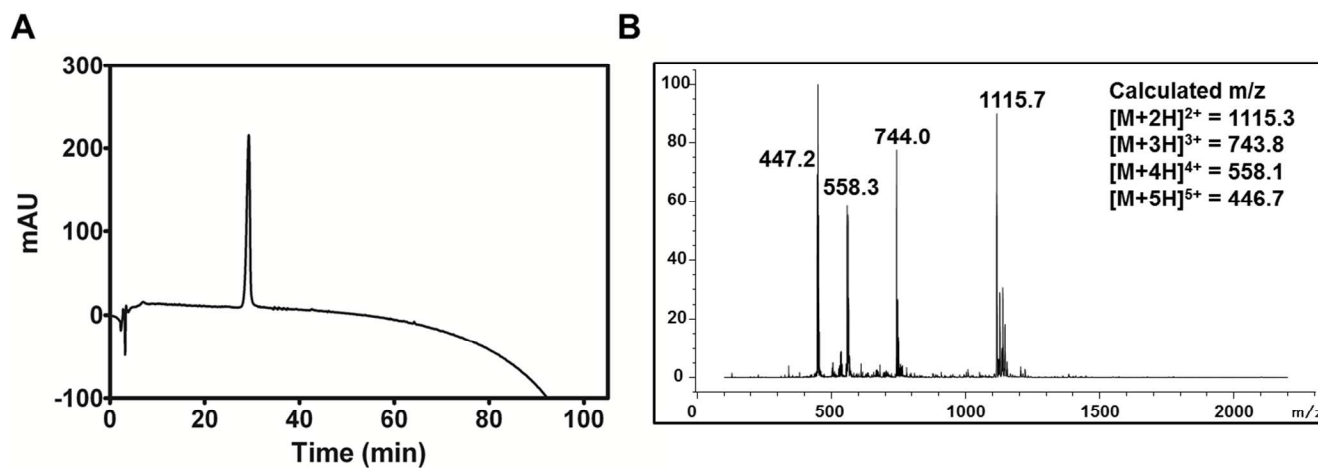 A
300
200
100
0
-100
mAU
0 20 40 60 80 100
Time (min)
B
100
80
60
40
20
0
447.2
558.3
744.0
1115.7
Calculated m/z
[M+2H]²⁺ = 1115.3
[M+3H]³⁺ = 743.8
[M+4H]⁴⁺ = 558.1
[M+5H]⁵⁺ = 446.7
0 500 1000 1500 2000 m/z